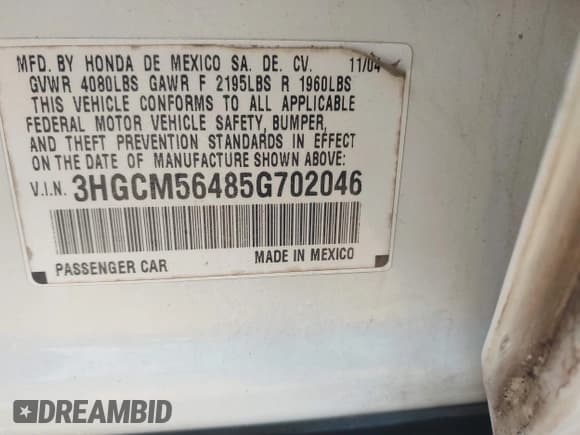 MFD. BY HONDA DE MEXICO SA. DE. CV. 11/04
GVWR 4080LBS GAWR F 2195LBS R 1960LBS
THIS VEHICLE CONFORMS TO ALL APPLICABLE
FEDERAL MOTOR VEHICLE SAFETY, BUMPER,
AND THEFT PREVENTION STANDARDS IN EFFECT
ON THE DATE OF MANUFACTURE SHOWN ABOVE:
V.I.N. 3HGCM56485G702046
PASSENGER CAR MADE IN MEXICO
DREAMBID